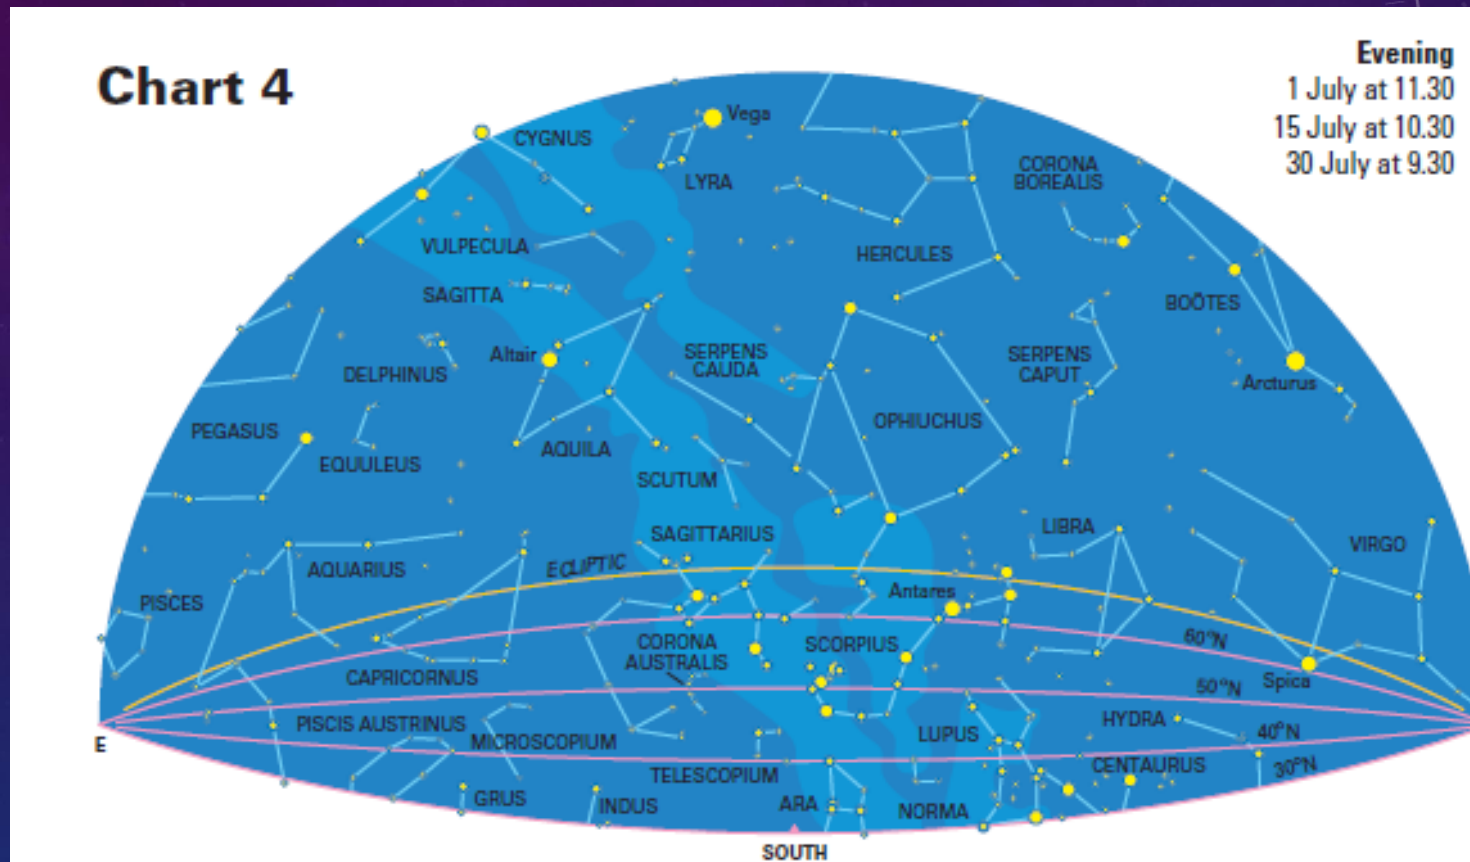 Chart 4
Evening
1 July at 11.30
15 July at 10.30
30 July at 9.30
Vega
CYGNUS
LYRA
CORONA
BOREALIS
VULPECULA
HERCULES
SAGITTA
BOÖTES
Altair
SERPENS
CAUDA
SERPENS
CAPUT
DELPHINUS
Arcturus
PEGASUS
OPHIUCHUS
AQUILA
EQUULEUS
SCUTUM
SAGITTARIUS
LIBRA
VIRGO
ECLIPTIC
AQUARIUS
Antares
PISCES
60°N
CORONA
AUSTRALIS
SCORPIUS
CAPRICORNUS
50°N
Spica
PISCIS AUSTRINUS
HYDRA
MICROSCOPIUM
LUPUS
40°N
E
TELESCOPIUM
CENTAURUS
30°N
GRUS
INDUS
ARA
NORMA
SOUTH